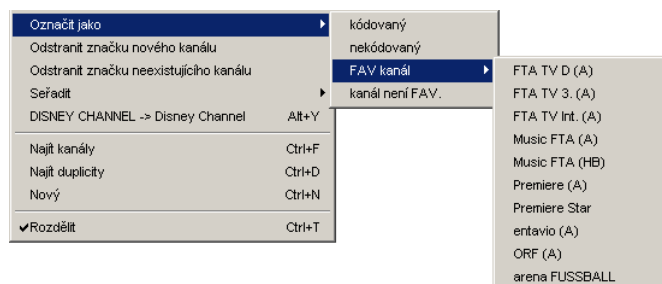 Označit jako
Odstranit značku nového kanálu
Odstranit značku neexistujícího kanálu
Seřadit
DISNEY CHANNEL -> Disney Channel Alt+Y
Najít kanály Ctrl+F
Najít duplicity Ctrl+D
Nový Ctrl+N
Rozdělit Ctrl+T
kódovaný
nekódovaný
FAV kanál
kanál není FAV.
FTA TV D (A)
FTA TV 3. (A)
FTA TV Int. (A)
Music FTA (A)
Music FTA (HB)
Premiere (A)
Premiere Star
entavio (A)
ORF (A)
arena FUSSBALL